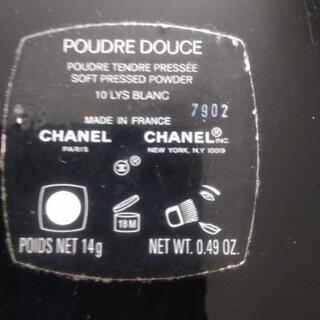 POUDRE DOUCE
POUDRE TENDRE PRESSÉE
SOFT PRESSED POWDER
10 LYS BLANC
7902
MADE IN FRANCE
CHANEL CHANEL® INC.
PARIS NEW YORK, N.Y. 10019
®
18M
POIDS NET 14g NET WT. 0.49 OZ.